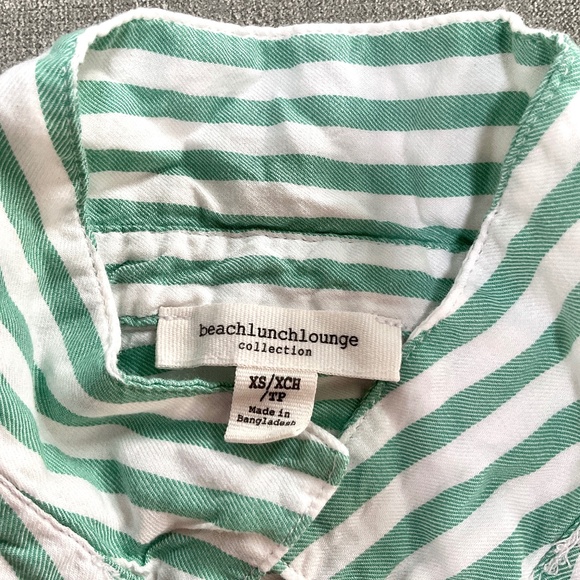 beachlunchlounge
collection
XS/XCH
/TP
Made in
Bangladesh